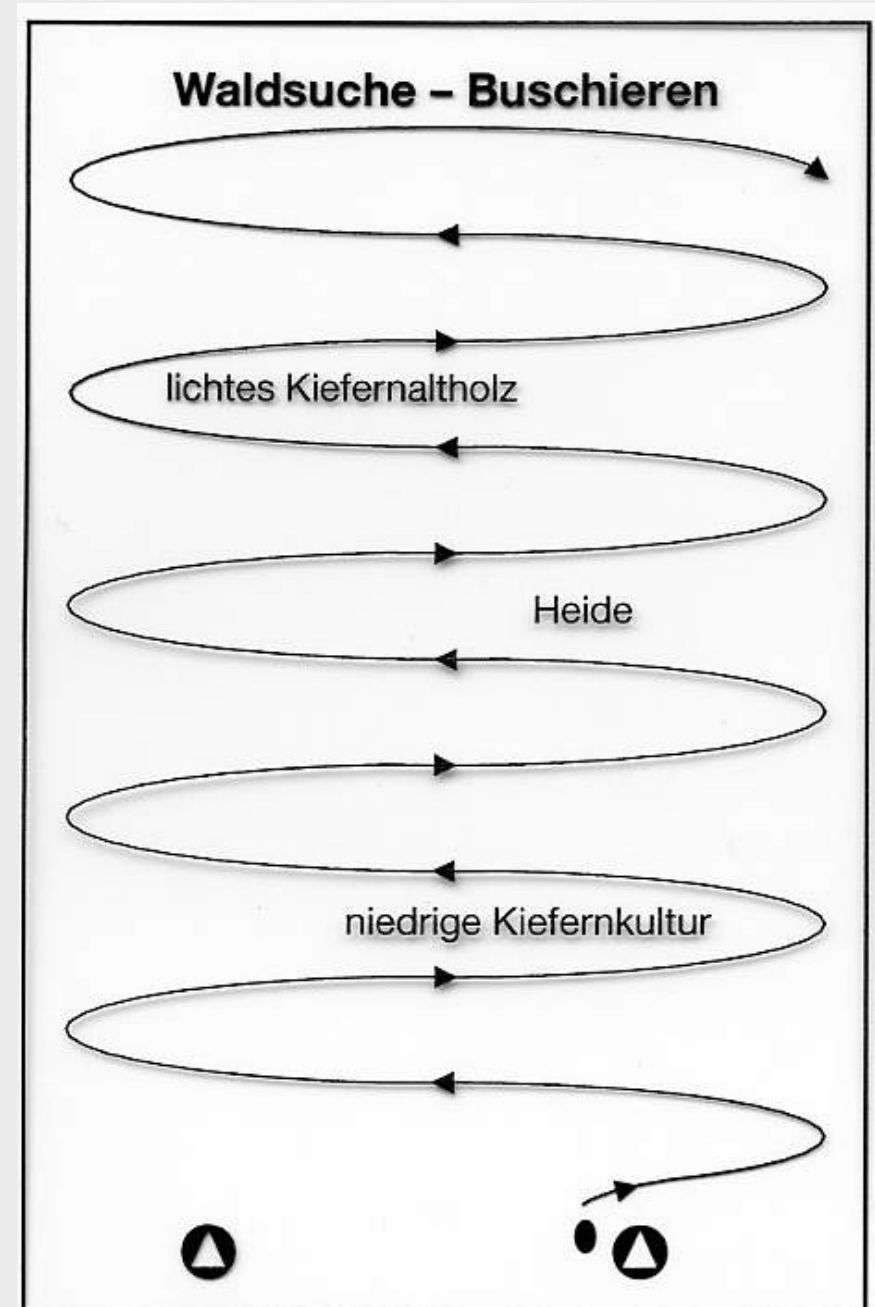 Waldsuche – Buschieren
lichtes Kiefernaltholz
Heide
niedrige Kiefernkultur